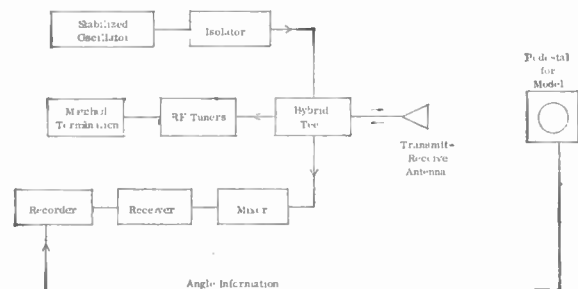 Stabilized
Oscillator
Isolator
Pedestal
for
Model
Matched
Termination
RF Tuners
Hybrid
Tee
Transmit-
Receive
Antenna
Recorder
Receiver
Mixer
Angle Information